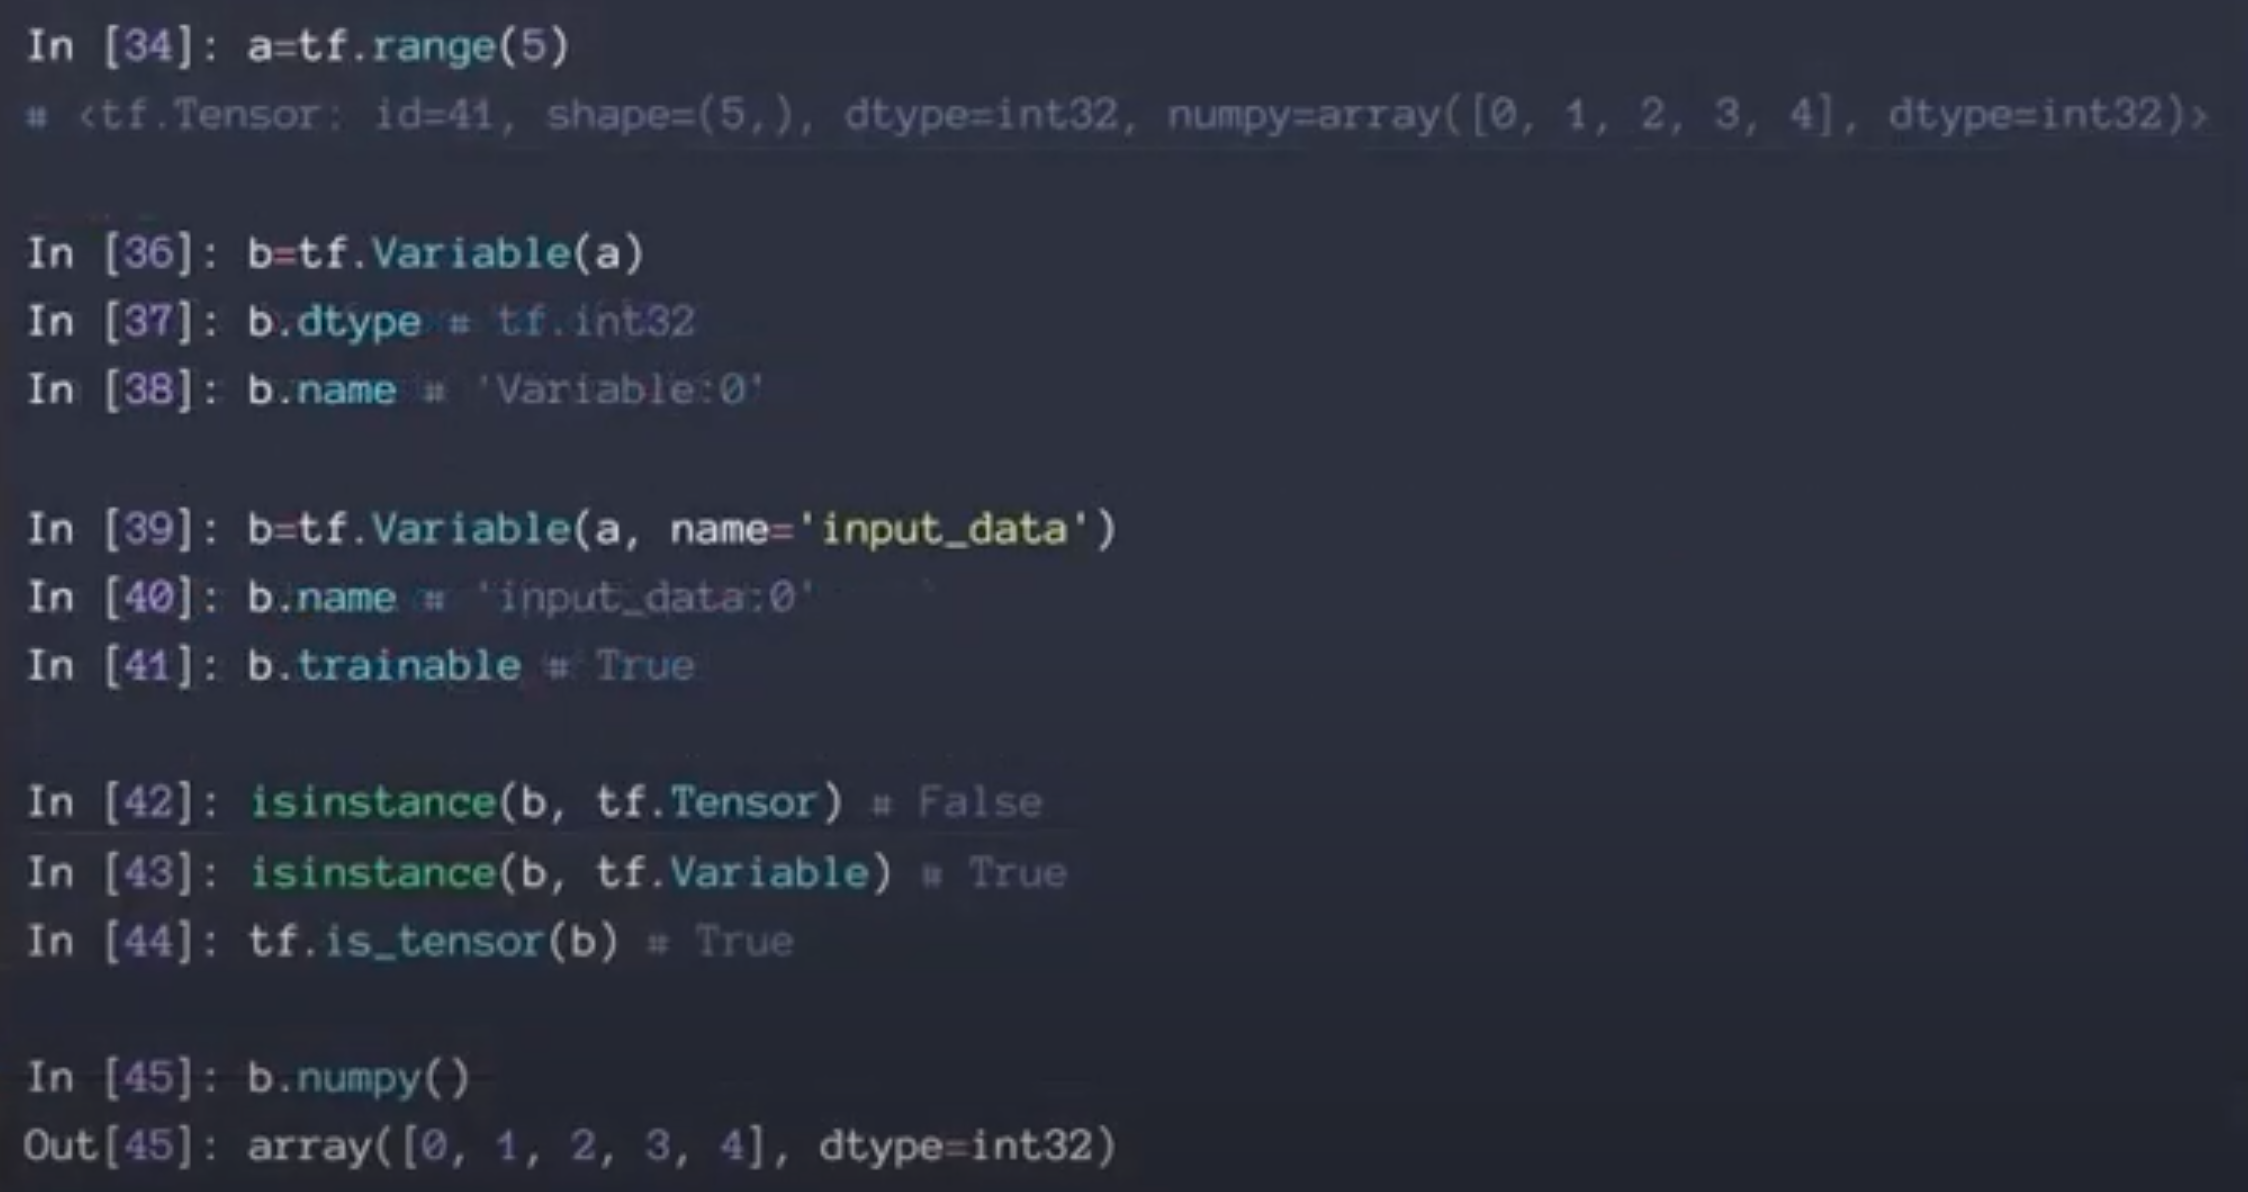 In [34]: a=tf.range(5)
# <tf.Tensor: id=41, shape=(5,), dtype=int32, numpy=array([0, 1, 2, 3, 4], dtype=int32)>
In [36]: b=tf.Variable(a)
In [37]: b.dtype # tf.int32
In [38]: b.name # 'Variable:0'
In [39]: b=tf.Variable(a, name='input_data')
In [40]: b.name # 'input_data:0'
In [41]: b.trainable # True
In [42]: isinstance(b, tf.Tensor) # False
In [43]: isinstance(b, tf.Variable) # True
In [44]: tf.is_tensor(b) # True
In [45]: b.numpy()
Out[45]: array([0, 1, 2, 3, 4], dtype=int32)